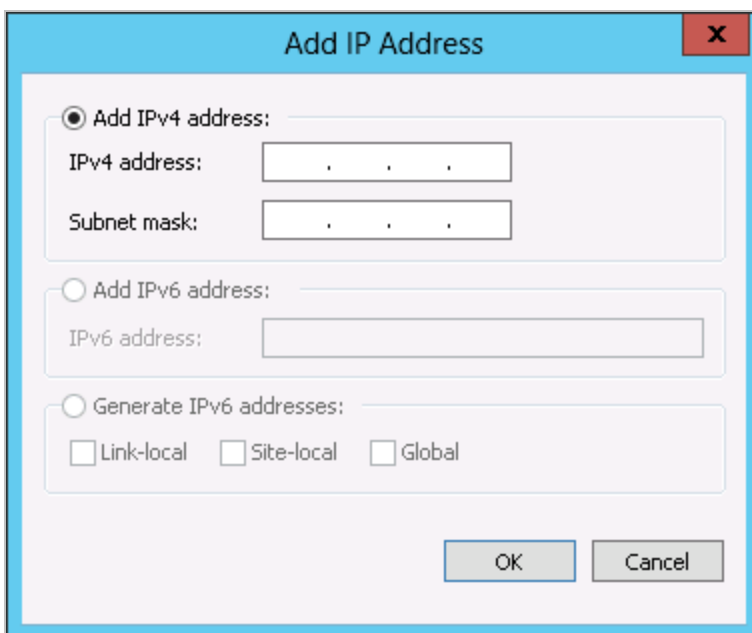 Add IP Address
x
Add IPv4 address:
IPv4 address: . . .
Subnet mask: . . .
Add IPv6 address:
IPv6 address:
Generate IPv6 addresses:
Link-local Site-local Global
OK Cancel